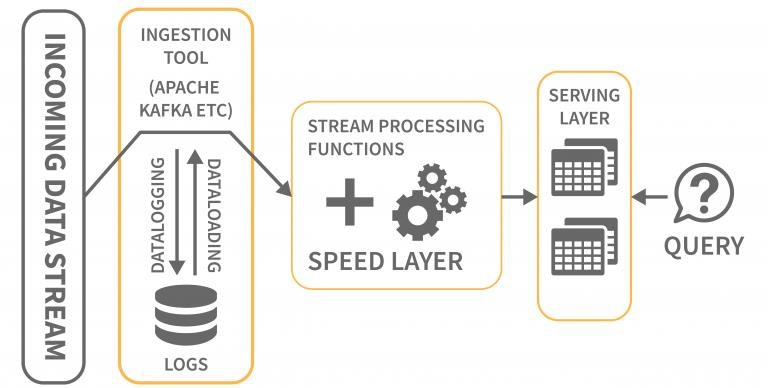 INCOMING DATA STREAM
INGESTION
TOOL
(APACHE
KAFKA ETC)
DATALOGGING
DATALOADING
LOGS
STREAM PROCESSING
FUNCTIONS
SPEED LAYER
SERVING
LAYER
QUERY